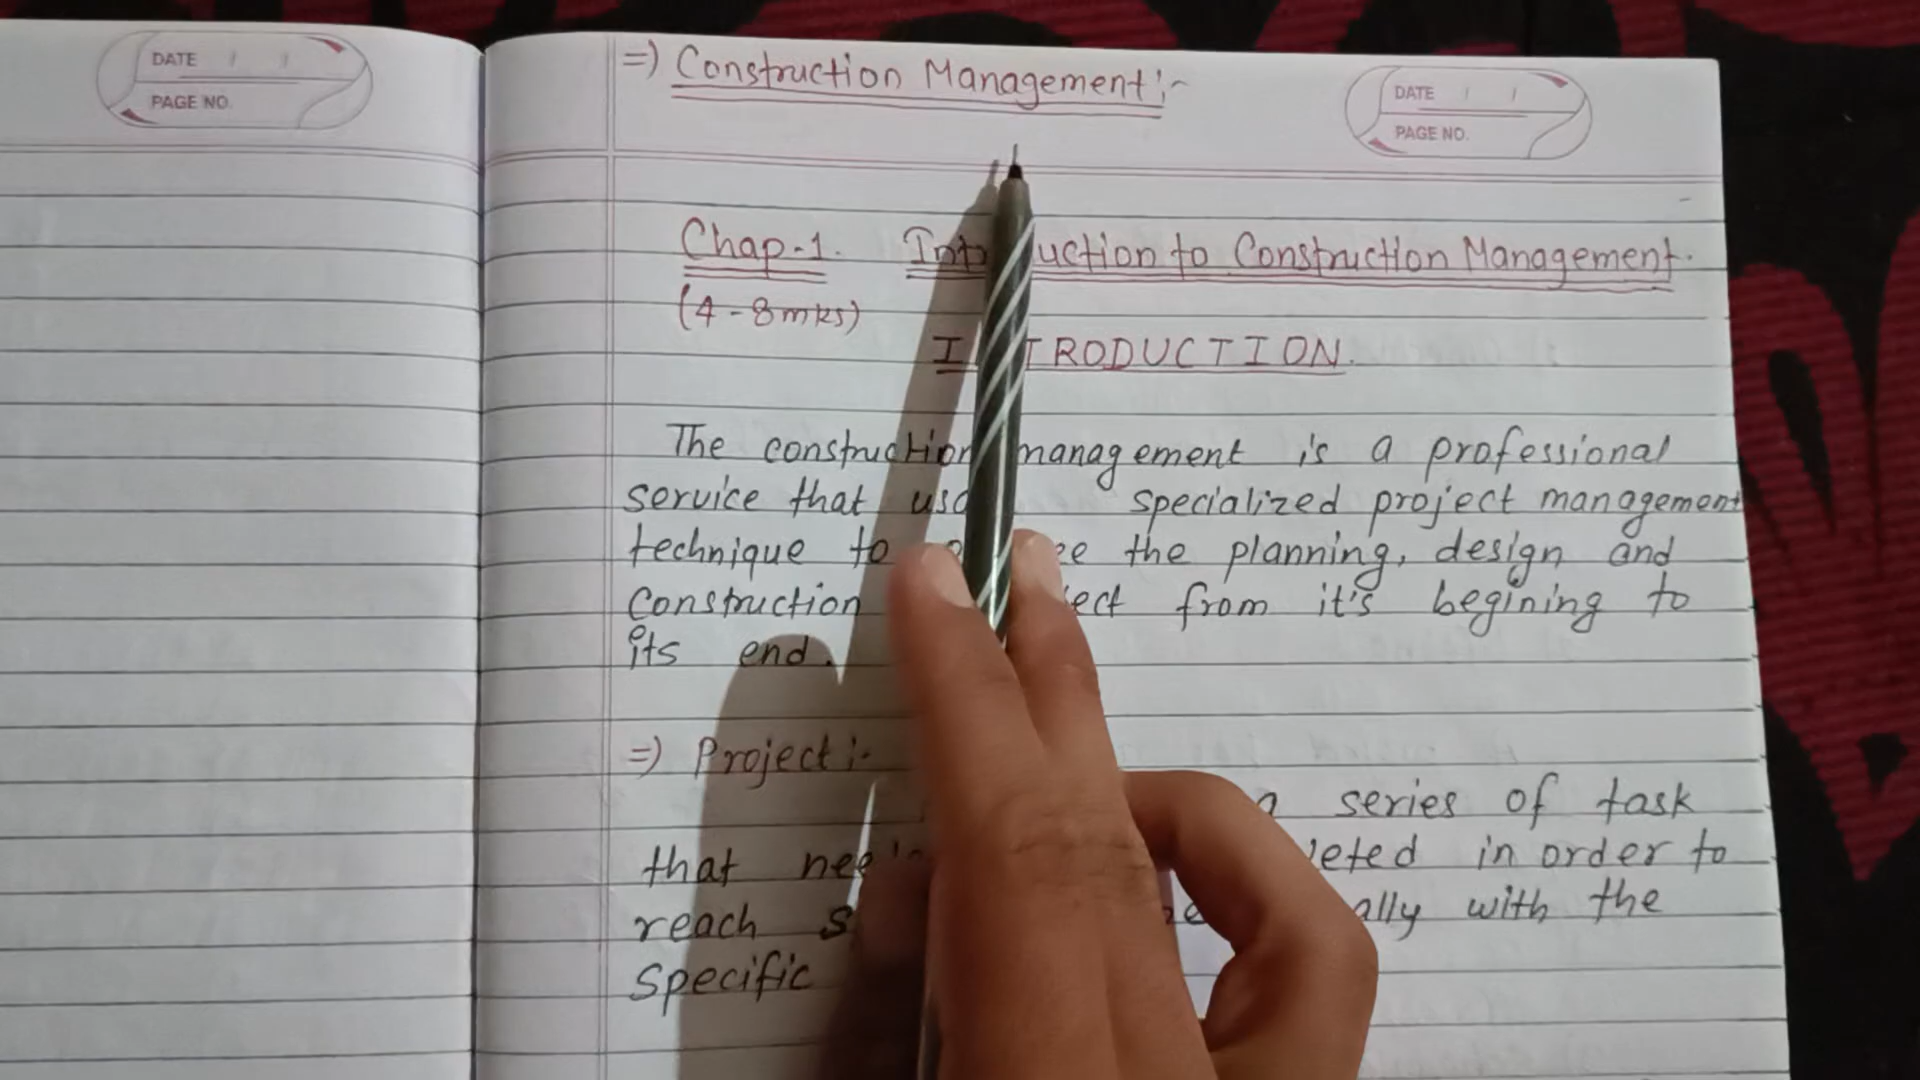 DATE / /
PAGE NO.
=) Construction Management:-
DATE / /
PAGE NO.
Chap-1. uction to Construction Management.
(4-8mks)
TRODUCTION.
The construction management is a professional
service that specialized project management
technique to the planning, design and
Construction from it's begining to
its end.
=) Project:-
series of task
that in order to
reach with the
Specific